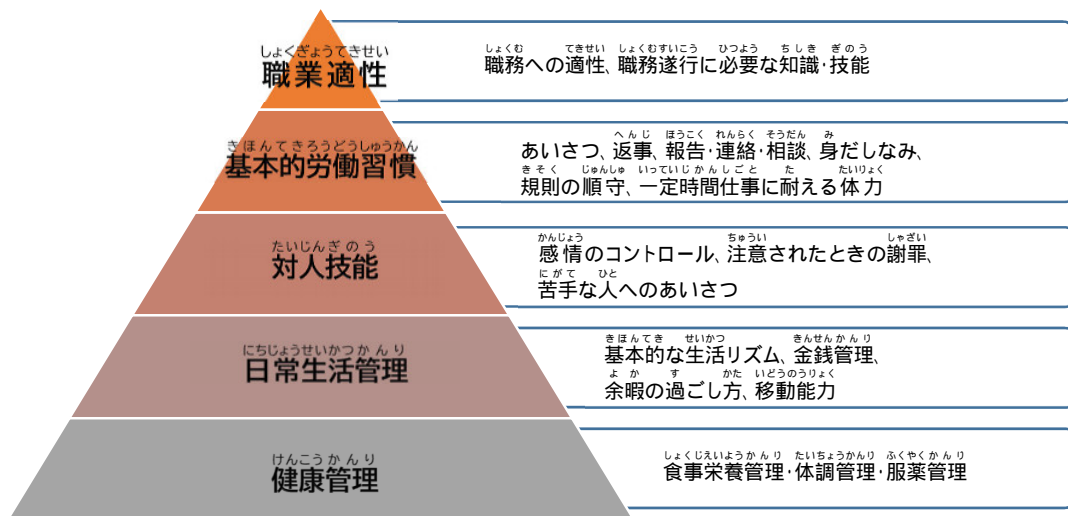 しょくぎょうてきせい
職業適性
しょくむ てきせい しょくむすいこう ひつよう ちしき ぎのう
職務への適性、職務遂行に必要な知識･技能
きほんてきろうどうしゅうかん
基本的労働習慣
へんじ ほうこく れんらく そうだん み
あいさつ、返事、報告･連絡･相談、身だしなみ、
きそく じゅんしゅ いっていじかんしごと た たいりょく
規則の順守、一定時間仕事に耐える体力
たいじんぎのう
対人技能
かんじょう ちゅうい しゃざい
感情のコントロール、注意されたときの謝罪、
にがて ひと
苦手な人へのあいさつ
にちじょうせいかつかんり
日常生活管理
きほんてき せいかつ きんせんかんり
基本的な生活リズム、金銭管理、
よか す かた いどうのうりょく
余暇の過ごし方、移動能力
けんこうかんり
健康管理
しょくじえいようかんり たいちょうかんり ふくやくかんり
食事栄養管理･体調管理･服薬管理